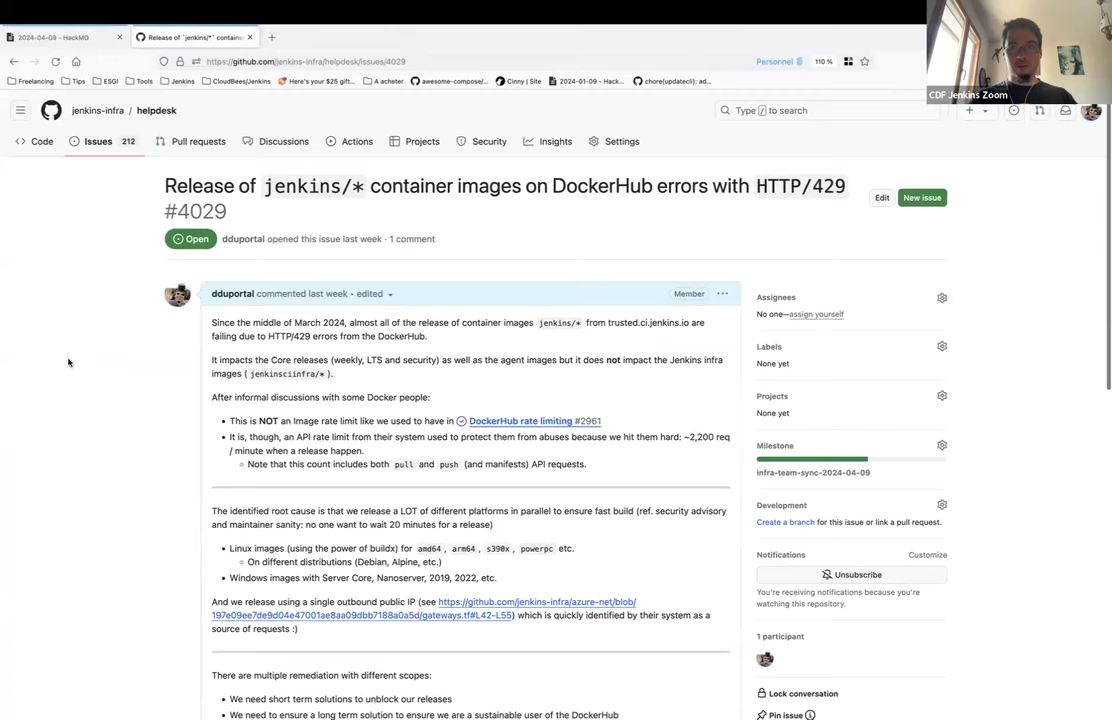 2024-04-09 - HackMD
Release of `jenkins/*` containe
https://github.com/jenkins-infra/helpdesk/issues/4029
Personnel
110 %
Freelancing
Tips
ESGI
Tools
Jenkins
CloudBees/Jenkins
Here's your $25 gift...
A acheter
awesome-compose/...
Cinny | Site
2024-01-09 - Hack...
chore(updatecli): ad...
CDF Jenkins Zoom
jenkins-infra / helpdesk
Type / to search
Code
Issues 212
Pull requests
Discussions
Actions
Projects
Security
Insights
Settings
Release of jenkins/* container images on DockerHub errors with HTTP/429
#4029
Edit
New issue
Open
dduportal opened this issue last week · 1 comment
dduportal commented last week • edited
Member
Since the middle of March 2024, almost all of the release of container images jenkins/* from trusted.ci.jenkins.io are
failing due to HTTP/429 errors from the DockerHub.
It impacts the Core releases (weekly, LTS and security) as well as the agent images but it does not impact the Jenkins infra
images ( jenkinsciinfra/* ).
After informal discussions with some Docker people:
• This is NOT an Image rate limit like we used to have in DockerHub rate limiting #2961
• It is, though, an API rate limit from their system used to protect them from abuses because we hit them hard: ~2,200 req
/ minute when a release happen.
Note that this count includes both pull and push (and manifests) API requests.
The identified root cause is that we release a LOT of different platforms in parallel to ensure fast build (ref. security advisory
and maintainer sanity: no one want to wait 20 minutes for a release)
• Linux images (using the power of buildx) for amd64 , arm64 , s390x , powerpc etc.
On different distributions (Debian, Alpine, etc.)
• Windows images with Server Core, Nanoserver, 2019, 2022, etc.
And we release using a single outbound public IP (see https://github.com/jenkins-infra/azure-net/blob/
197e09ee7de9d04e47001ae8aa09dbb7188a0a5d/gateways.tf#L42-L55) which is quickly identified by their system as a
source of requests :)
There are multiple remediation with different scopes:
• We need short term solutions to unblock our releases
• We need to ensure a long term solution to ensure we are a sustainable user of the DockerHub
Assignees
No one—assign yourself
Labels
None yet
Projects
None yet
Milestone
infra-team-sync-2024-04-09
Development
Create a branch for this issue or link a pull request.
Notifications
Customize
Unsubscribe
You're receiving notifications because you're
watching this repository.
1 participant
Lock conversation
Pin issue